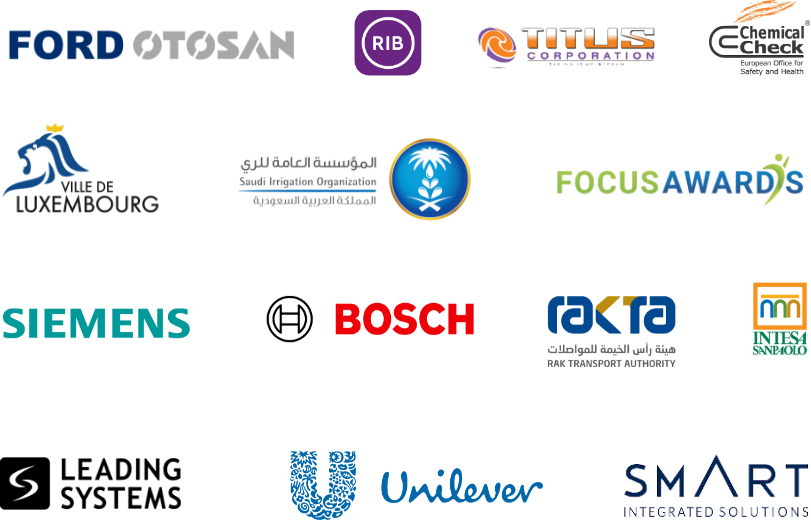 FORD OTOSAN
RIB
TITUS
CORPORATION
Chemical
Check
European Office for
Safety and Health
VILLE DE
LUXEMBOURG
المؤسسة العامة للري
Saudi Irrigation Organization
المملكة العربية السعودية
FOCUSAWARDS
SIEMENS
BOSCH
rakta
هيئة رأس الخيمة للمواصلات
RAK TRANSPORT AUTHORITY
INTESA
SANPAOLO
LEADING
SYSTEMS
Unilever
SMART
INTEGRATED SOLUTIONS